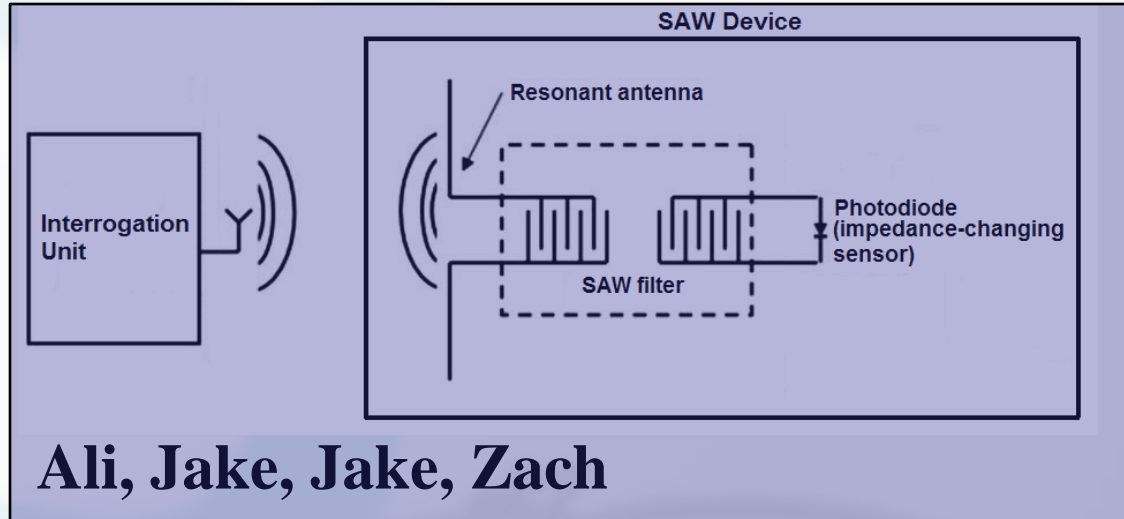 SAW Device
Resonant antenna
Interrogation
Unit
Photodiode
(impedance-changing
sensor)
SAW filter
Ali, Jake, Jake, Zach